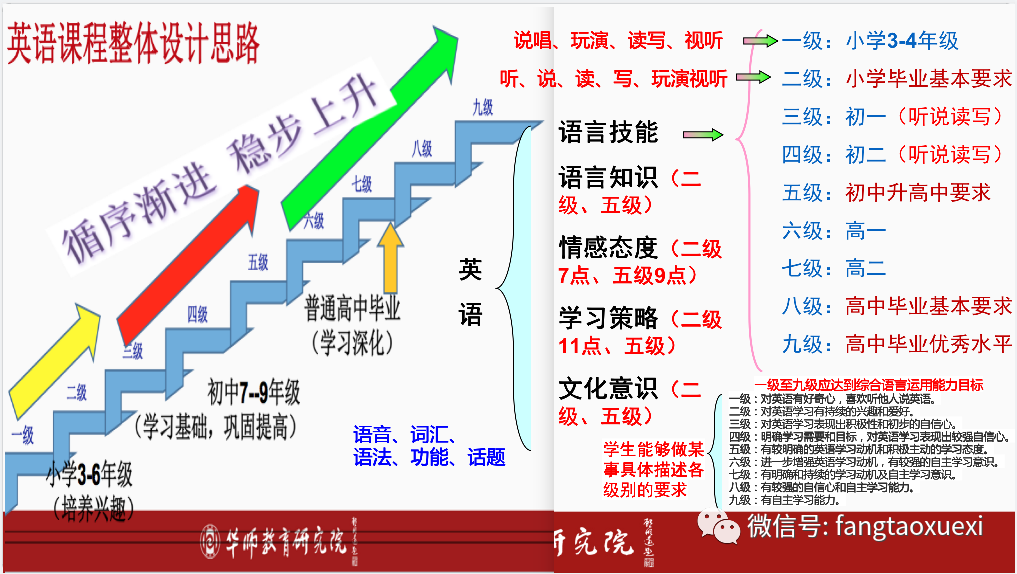 英语课程整体设计思路
循序渐进 稳步上升
一级
二级
三级
四级
五级
六级
七级
八级
九级
小学3-6年级
（培养兴趣）
初中7--9年级
（学习基础，巩固提高）
普通高中毕业
（学习深化）
语音、词汇、
语法、功能、话题
华师教育研究院
英
语
说唱、玩演、读写、视听
听、说、读、写、玩演视听
语言技能
语言知识（二
级、五级）
情感态度（二级
7点、五级9点）
学习策略（二级
11点、五级）
文化意识（二
级、五级）
一级：小学3-4年级
二级：小学毕业基本要求
三级：初一（听说读写）
四级：初二（听说读写）
五级：初中升高中要求
六级：高一
七级：高二
八级：高中毕业基本要求
九级：高中毕业优秀水平
学生能够做某
事具体描述各
级别的要求
一级至九级应达到综合语言运用能力目标
一级：对英语有好奇心，喜欢听他人说英语。
二级：对英语学习有持续的兴趣和爱好。
三级：对英语学习表现出积极性和初步的自信心。
四级：明确学习需要和目标，对英语学习表现出较强自信心。
五级：有较明确的英语学习动机和积极主动的学习态度。
六级：进一步增强英语学习动机，有较强的自主学习意识。
七级：有明确和持续的学习动机及自主学习意识。
八级：有较强的自信心和自主学习能力。
九级：有自主学习能力。
研究院
微信号: fangtaoxuexi